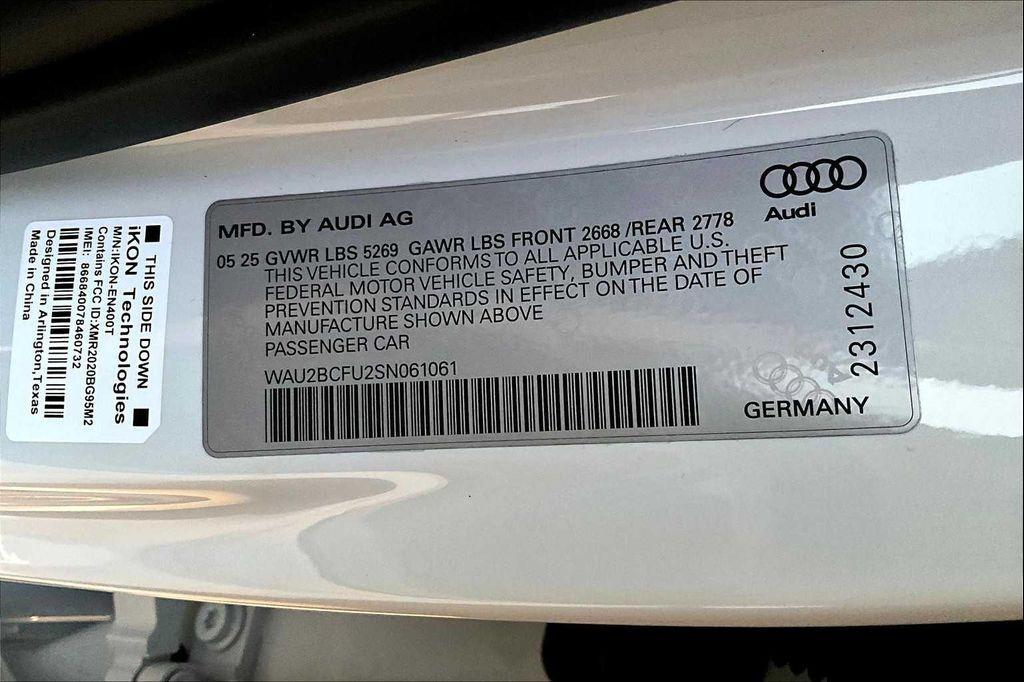 THIS SIDE DOWN
iKON Technologies
M/N:IKON-EN400T
Contains FCC ID:XMR2020BG95M2
IMEI: 866840078460732
Designed in Arlington,Texas
Made in China
Audi
MFD. BY AUDI AG
05 25 GVWR LBS 5269 GAWR LBS FRONT 2668 /REAR 2778
THIS VEHICLE CONFORMS TO ALL APPLICABLE U.S.
FEDERAL MOTOR VEHICLE SAFETY, BUMPER AND THEFT
PREVENTION STANDARDS IN EFFECT ON THE DATE OF
MANUFACTURE SHOWN ABOVE
PASSENGER CAR
WAU2BCFU2SN061061
2312430
GERMANY